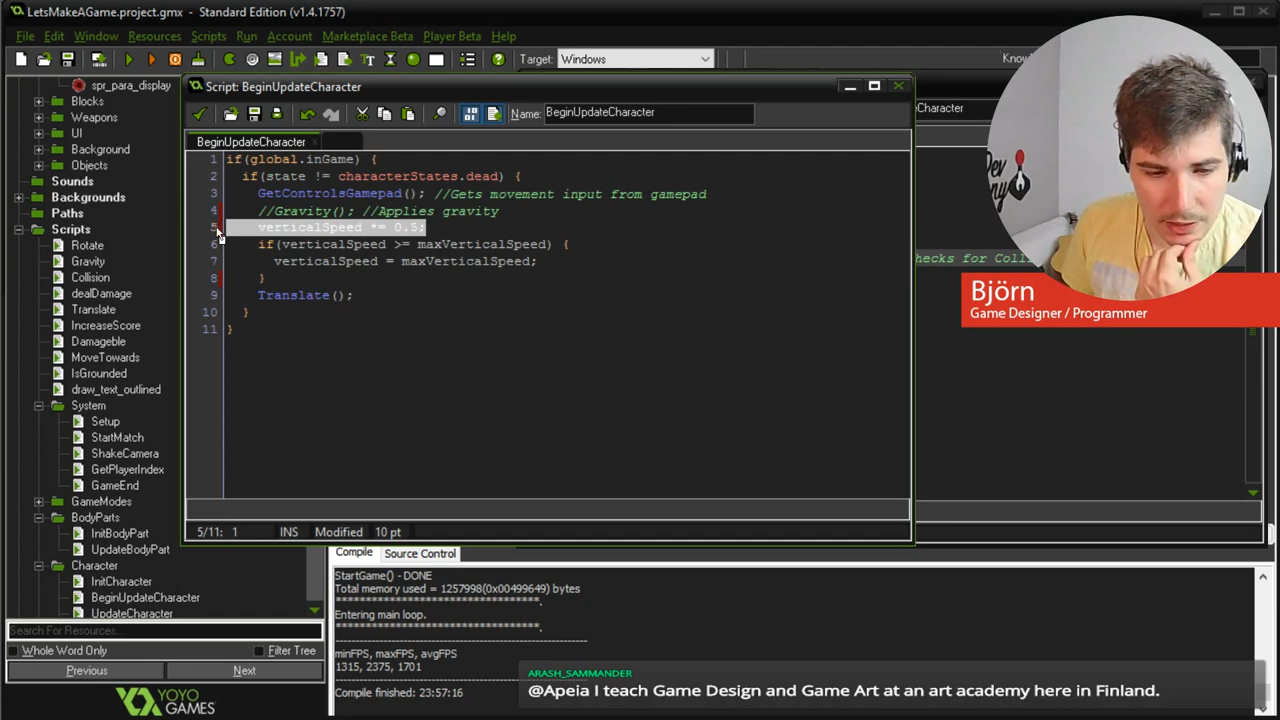 LetsMakeAGame.project.gmx - Standard Edition (v1.4.1757)
File Edit Window Resources Scripts Run Account Marketplace Beta Player Beta Help
Target: Windows
spr_para_display
Blocks
Weapons
UI
Background
Objects
Sounds
Backgrounds
Paths
Scripts
Rotate
Gravity
Collision
dealDamage
Translate
IncreaseScore
Damageble
MoveTowards
IsGrounded
draw_text_outlined
System
Setup
StartMatch
ShakeCamera
GetPlayerIndex
GameEnd
GameModes
BodyParts
InitBodyPart
UpdateBodyPart
Character
InitCharacter
BeginUpdateCharacter
UpdateCharacter
Search For Resources...
Whole Word Only Filter Tree
Previous Next
YOYO
GAMES
Script: BeginUpdateCharacter
Name: BeginUpdateCharacter
BeginUpdateCharacter
1 if(global.inGame) {
2 if(state != characterStates.dead) {
3 GetControlsGamepad(); //Gets movement input from gamepad
4 //Gravity(); //Applies gravity
5 verticalSpeed *= 0.5;
6 if(verticalSpeed >= maxVerticalSpeed) {
7 verticalSpeed = maxVerticalSpeed;
8 }
9 Translate();
10 }
11 }
5/11: 1 INS Modified 10 pt
Compile Source Control
StartGame() - DONE
Total memory used = 1257998(0x00499649) bytes
**********************************.
Entering main loop.
**********************************.
minFPS, maxFPS, avgFPS
1315, 2375, 1701
Compile finished: 23:57:16
Björn
Game Designer / Programmer
ARASH_SAMMANDER
@Apeia I teach Game Design and Game Art at an art academy here in Finland.